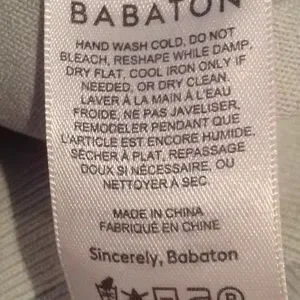 BABATON
HAND WASH COLD, DO NOT
BLEACH, RESHAPE WHILE DAMP,
DRY FLAT, COOL IRON ONLY IF
NEEDED, OR DRY CLEAN.
LAVER À LA MAIN À L'EAU
FROIDE, NE PAS JAVELISER,
REMODELER PENDANT QUE
L'ARTICLE EST ENCORE HUMIDE,
SÉCHER À PLAT, REPASSAGE
DOUX SI NÉCESSAIRE, OU
NETTOYER À SEC.
MADE IN CHINA
FABRIQUÉ EN CHINE
Sincerely, Babaton